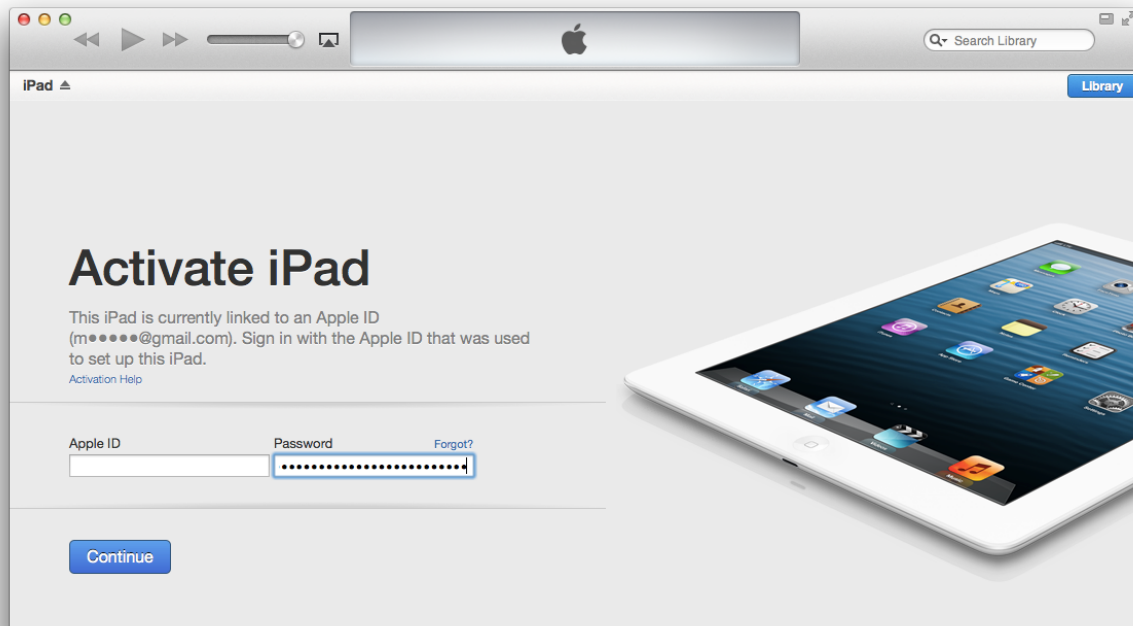 Search Library
iPad
Library
Activate iPad
This iPad is currently linked to an Apple ID
(m●●●●●@gmail.com). Sign in with the Apple ID that was used
to set up this iPad.
Activation Help
Apple ID Password Forgot?
●●●●●●●●●●●●●●●●●●●●●●●●●
Continue